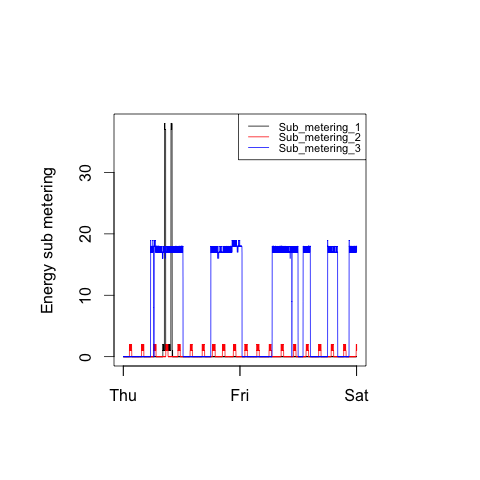 Sub_metering_1
Sub_metering_2
Sub_metering_3
Energy sub metering
30
20
10
0
Thu Fri Sat